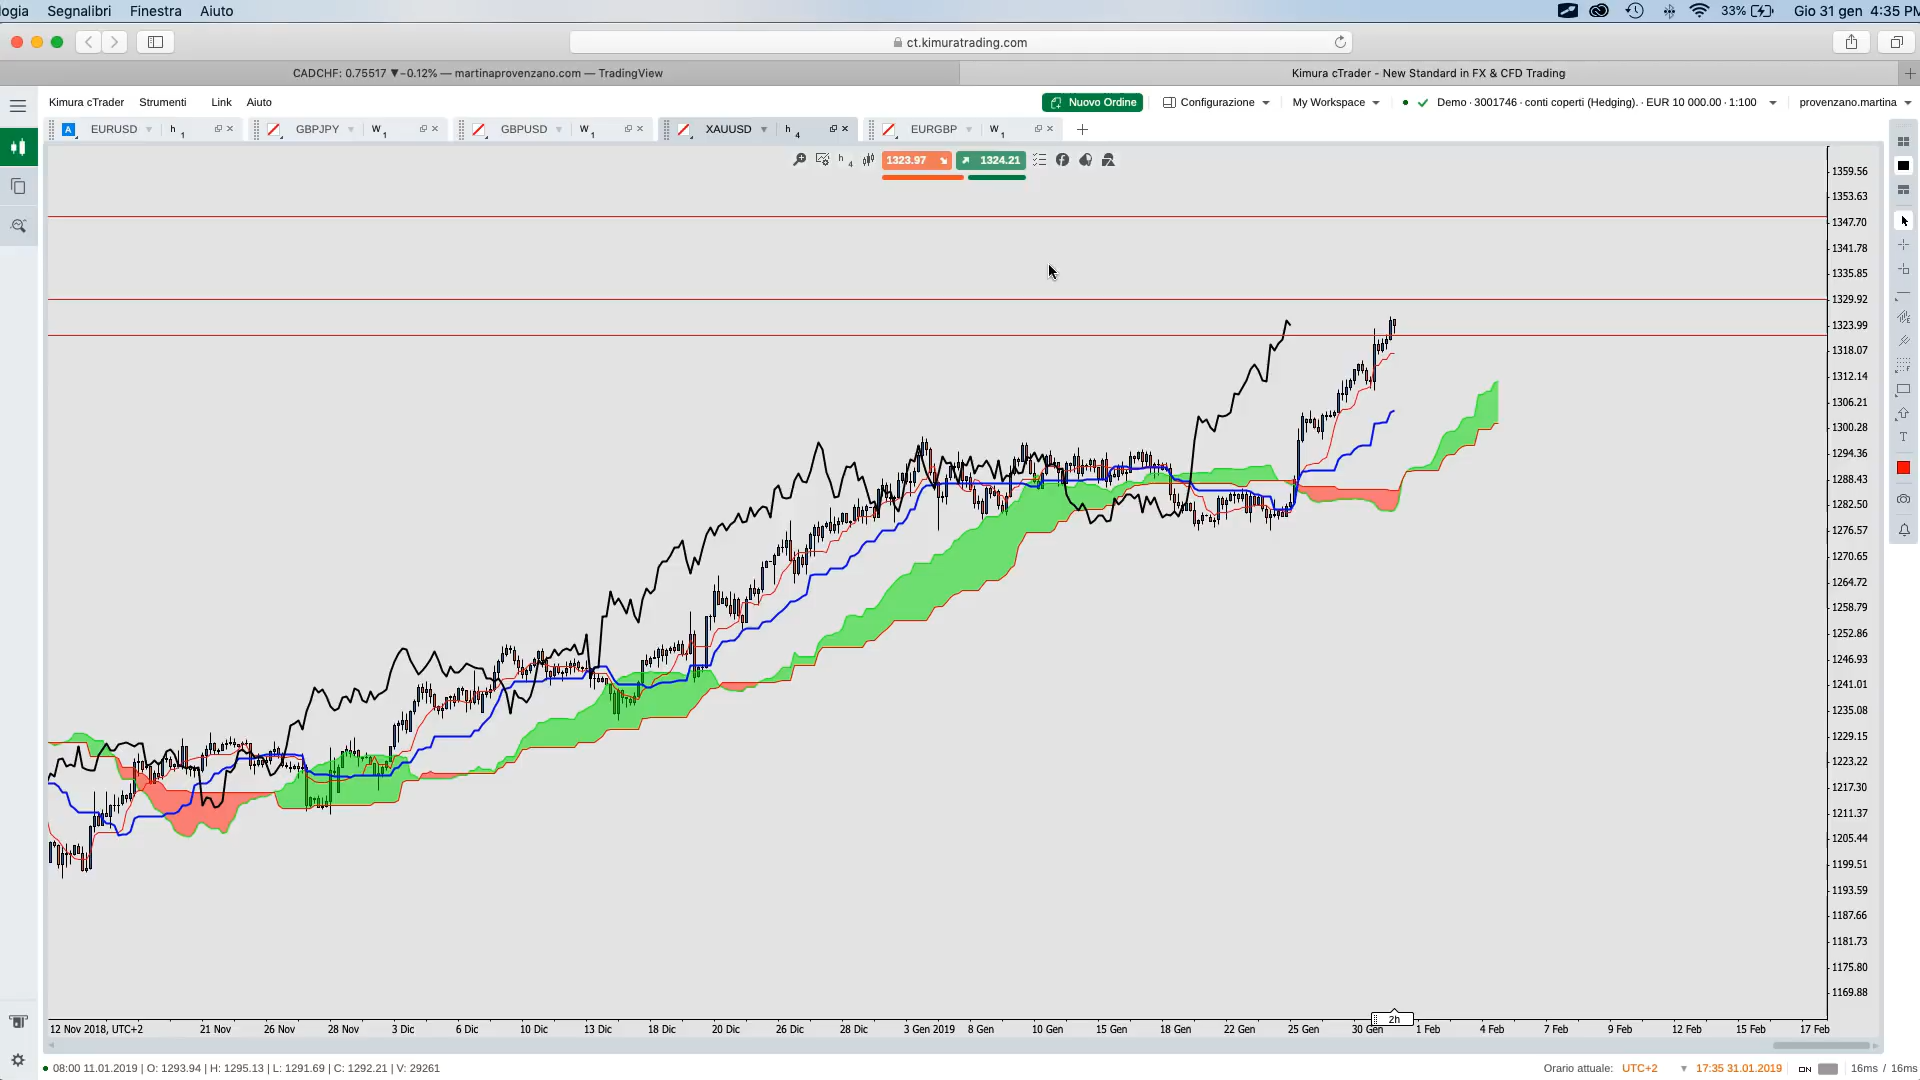 logia Segnalibri Finestra Aiuto 33% Gio 31 gen 4:35 PM
ct.kimuratrading.com
CADCHF: 0.75517 ▼−0.12% — martinaprovenzano.com — TradingView
Kimura cTrader - New Standard in FX & CFD Trading
Kimura cTrader Strumenti Link Aiuto
Nuovo Ordine Configurazione My Workspace Demo · 3001746 · conti coperti (Hedging). · EUR 10 000.00 · 1:100 provenzano.martina
A EURUSD h1 GBPJPY W1 GBPUSD W1 XAUUSD h4 EURGBP W1
h4 1323.97 1324.21
1359.56
1353.63
1347.70
1341.78
1335.85
1329.92
1323.99
1318.07
1312.14
1306.21
1300.28
1294.36
1288.43
1282.50
1276.57
1270.65
1264.72
1258.79
1252.86
1246.93
1241.01
1235.08
1229.15
1223.22
1217.30
1211.37
1205.44
1199.51
1193.59
1187.66
1181.73
1175.80
1169.88
T
2h
12 Nov 2018, UTC+2 21 Nov 26 Nov 28 Nov 3 Dic 6 Dic 10 Dic 13 Dic 18 Dic 20 Dic 26 Dic 28 Dic 3 Gen 2019 8 Gen 10 Gen 15 Gen 18 Gen 22 Gen 25 Gen 30 Gen 1 Feb 4 Feb 7 Feb 9 Feb 12 Feb 15 Feb 17 Feb
08:00 11.01.2019 | O: 1293.94 | H: 1295.13 | L: 1291.69 | C: 1292.21 | V: 29261
Orario attuale: UTC+2 17:35 31.01.2019 ON 16ms / 16ms